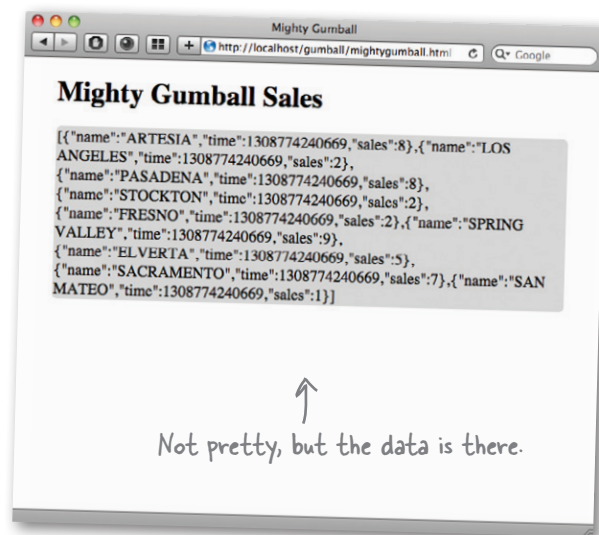 Mighty Gumball
http://localhost/gumball/mightygumball.html
Google
Mighty Gumball Sales
[{"name":"ARTESIA","time":1308774240669,"sales":8},{"name":"LOS
ANGELES","time":1308774240669,"sales":2},
{"name":"PASADENA","time":1308774240669,"sales":8},
{"name":"STOCKTON","time":1308774240669,"sales":2},
{"name":"FRESNO","time":1308774240669,"sales":2},{"name":"SPRING
VALLEY","time":1308774240669,"sales":9},
{"name":"ELVERTA","time":1308774240669,"sales":5},
{"name":"SACRAMENTO","time":1308774240669,"sales":7},{"name":"SAN
MATEO","time":1308774240669,"sales":1}]
Not pretty, but the data is there.